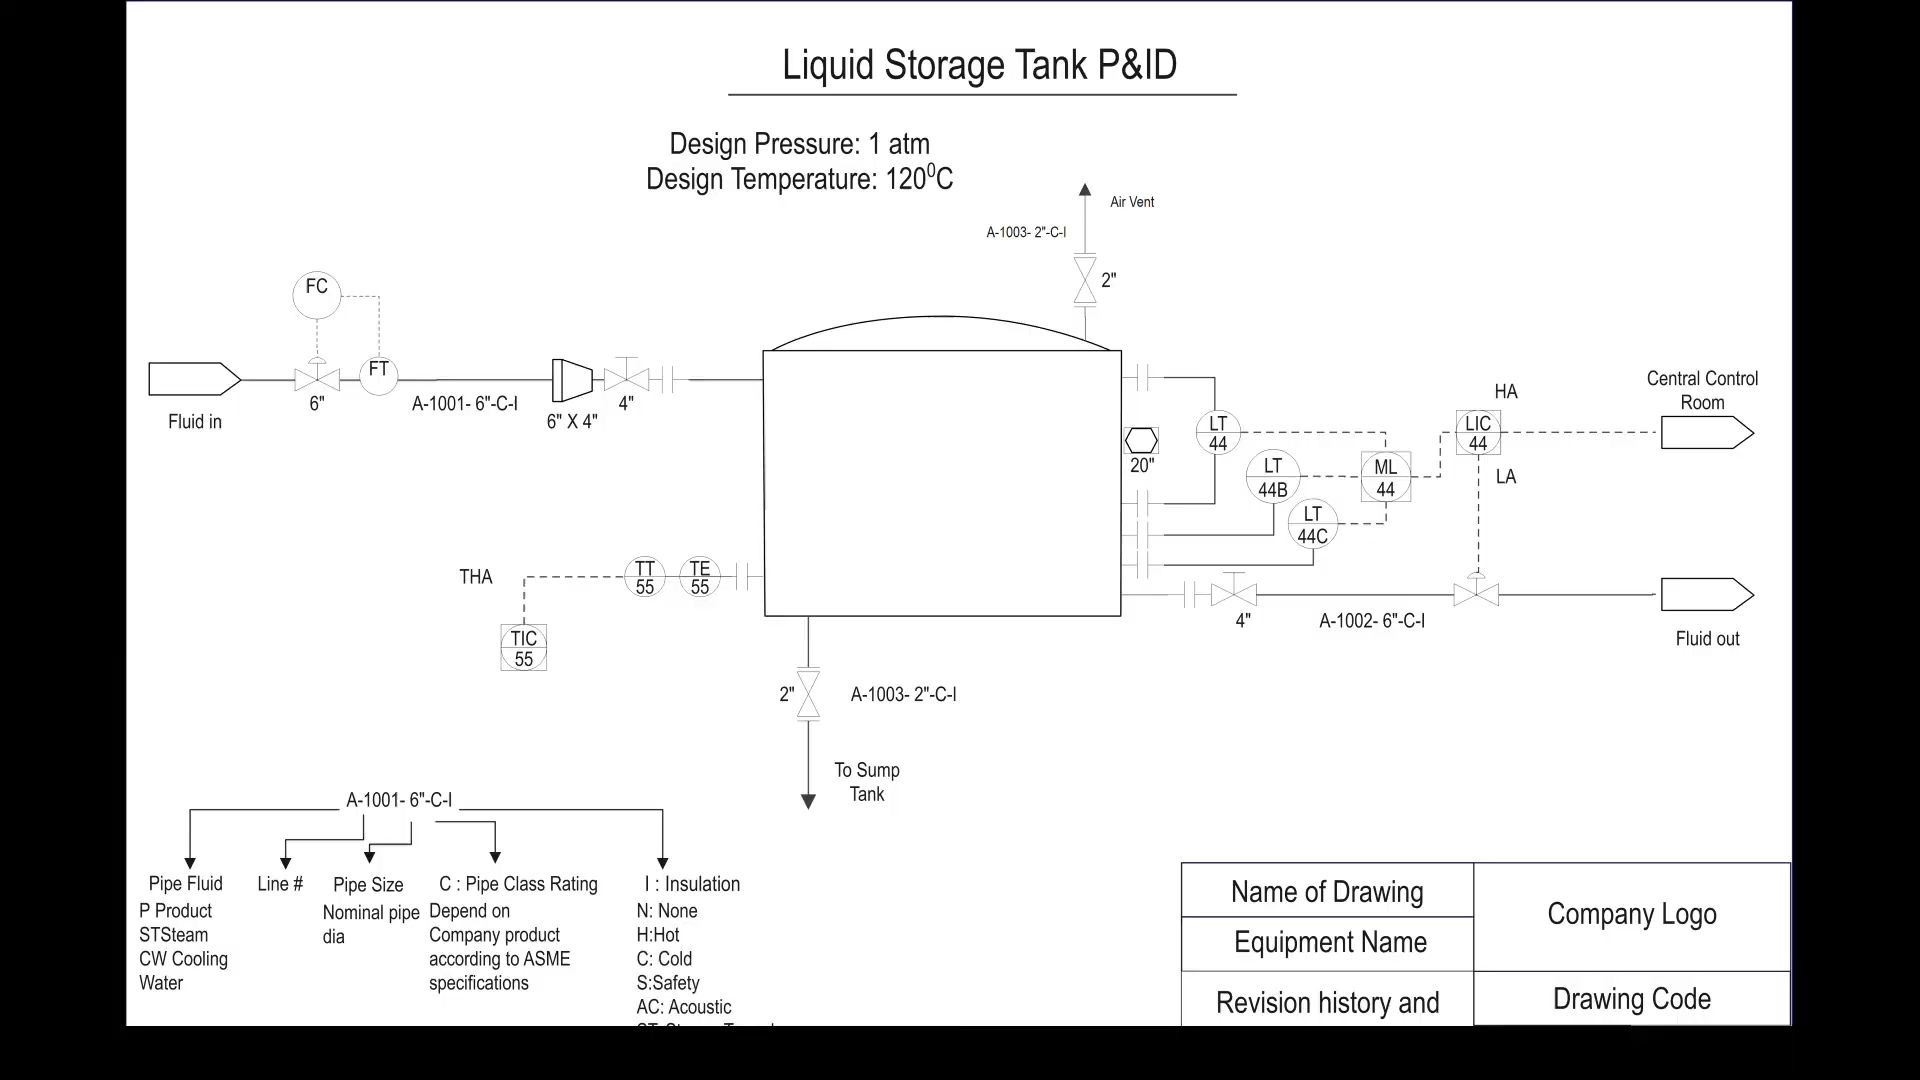 Liquid Storage Tank P&ID
Design Pressure: 1 atm
Design Temperature: 120⁰C
Air Vent
A-1003- 2"-C-I
2"
FC
FT
Fluid in
6"
A-1001- 6"-C-I
6" X 4"
4"
20"
LT
44
LT
44B
LT
44C
ML
44
HA
LIC
44
LA
Central Control
Room
THA
TT
55
TE
55
TIC
55
4"
A-1002- 6"-C-I
Fluid out
2"
A-1003- 2"-C-I
To Sump
Tank
A-1001- 6"-C-I
Pipe Fluid
P Product
STSteam
CW Cooling
Water
Line #
Pipe Size
Nominal pipe
dia
C : Pipe Class Rating
Depend on
Company product
according to ASME
specifications
I : Insulation
N: None
H:Hot
C: Cold
S:Safety
AC: Acoustic
Name of Drawing
Equipment Name
Revision history and
Company Logo
Drawing Code